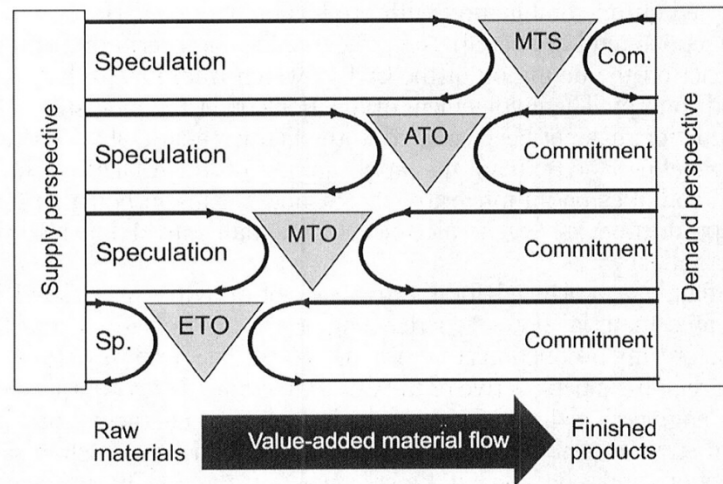 Supply perspective
Speculation
MTS
Com.
Speculation
ATO
Commitment
Speculation
MTO
Commitment
Sp.
ETO
Commitment
Demand perspective
Raw
materials
Value-added material flow
Finished
products